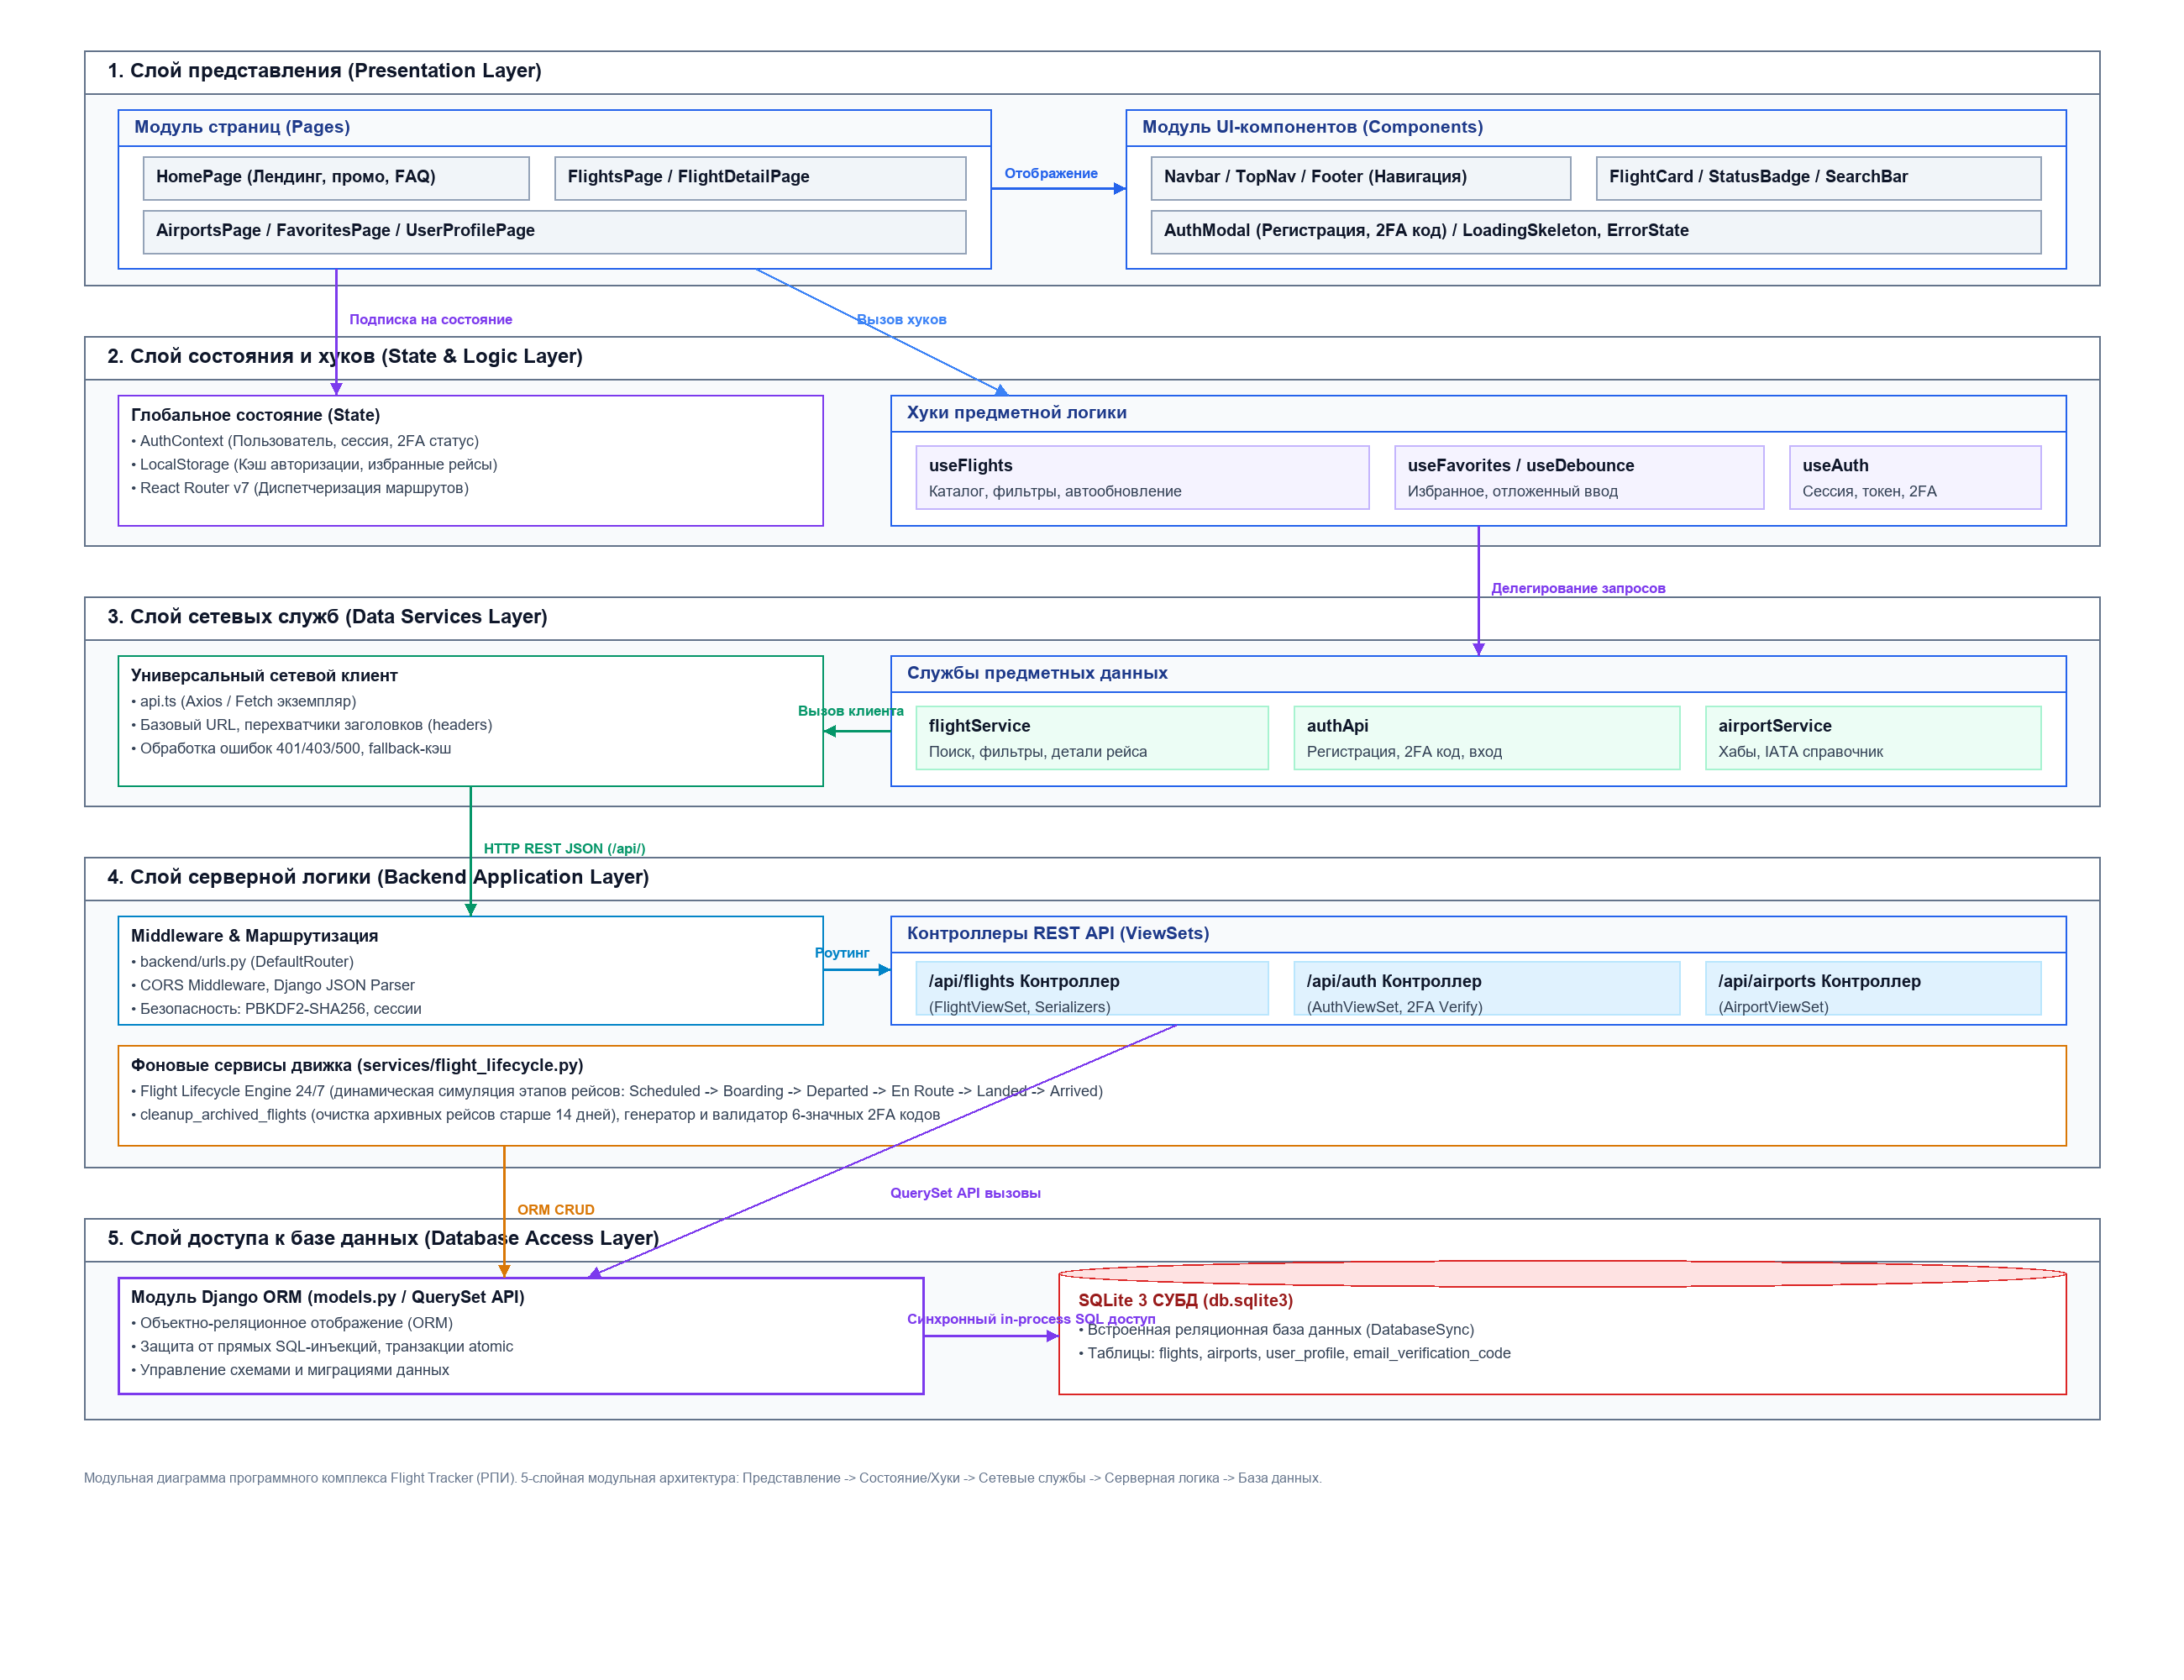 1. Слой представления (Presentation Layer)
Модуль страниц (Pages)
HomePage (Лендинг, промо, FAQ)
FlightsPage / FlightDetailPage
AirportsPage / FavoritesPage / UserProfilePage
Отображение
Модуль UI-компонентов (Components)
Navbar / TopNav / Footer (Навигация)
FlightCard / StatusBadge / SearchBar
AuthModal (Регистрация, 2FA код) / LoadingSkeleton, ErrorState
Подписка на состояние
Вызов хуков
2. Слой состояния и хуков (State & Logic Layer)
Глобальное состояние (State)
• AuthContext (Пользователь, сессия, 2FA статус)
• LocalStorage (Кэш авторизации, избранные рейсы)
• React Router v7 (Диспетчеризация маршрутов)
Хуки предметной логики
useFlights
Каталог, фильтры, автообновление
useFavorites / useDebounce
Избранное, отложенный ввод
useAuth
Сессия, токен, 2FA
Делегирование запросов
3. Слой сетевых служб (Data Services Layer)
Универсальный сетевой клиент
• api.ts (Axios / Fetch экземпляр)
• Базовый URL, перехватчики заголовков (headers)
• Обработка ошибок 401/403/500, fallback-кэш
Вызов клиента
Службы предметных данных
flightService
Поиск, фильтры, детали рейса
authApi
Регистрация, 2FA код, вход
airportService
Хабы, IATA справочник
HTTP REST JSON (/api/)
4. Слой серверной логики (Backend Application Layer)
Middleware & Маршрутизация
• backend/urls.py (DefaultRouter)
• CORS Middleware, Django JSON Parser
• Безопасность: PBKDF2-SHA256, сессии
Роутинг
Контроллеры REST API (ViewSets)
/api/flights Контроллер
(FlightViewSet, Serializers)
/api/auth Контроллер
(AuthViewSet, 2FA Verify)
/api/airports Контроллер
(AirportViewSet)
Фоновые сервисы движка (services/flight_lifecycle.py)
• Flight Lifecycle Engine 24/7 (динамическая симуляция этапов рейсов: Scheduled -> Boarding -> Departed -> En Route -> Landed -> Arrived)
• cleanup_archived_flights (очистка архивных рейсов старше 14 дней), генератор и валидатор 6-значных 2FA кодов
QuerySet API вызовы
ORM CRUD
5. Слой доступа к базе данных (Database Access Layer)
Модуль Django ORM (models.py / QuerySet API)
• Объектно-реляционное отображение (ORM)
• Защита от прямых SQL-инъекций, транзакции atomic
• Управление схемами и миграциями данных
Синхронный in-process SQL доступ
SQLite 3 СУБД (db.sqlite3)
• Встроенная реляционная база данных (DatabaseSync)
• Таблицы: flights, airports, user_profile, email_verification_code
Модульная диаграмма программного комплекса Flight Tracker (РПИ). 5-слойная модульная архитектура: Представление -> Состояние/Хуки -> Сетевые службы -> Серверная логика -> База данных.